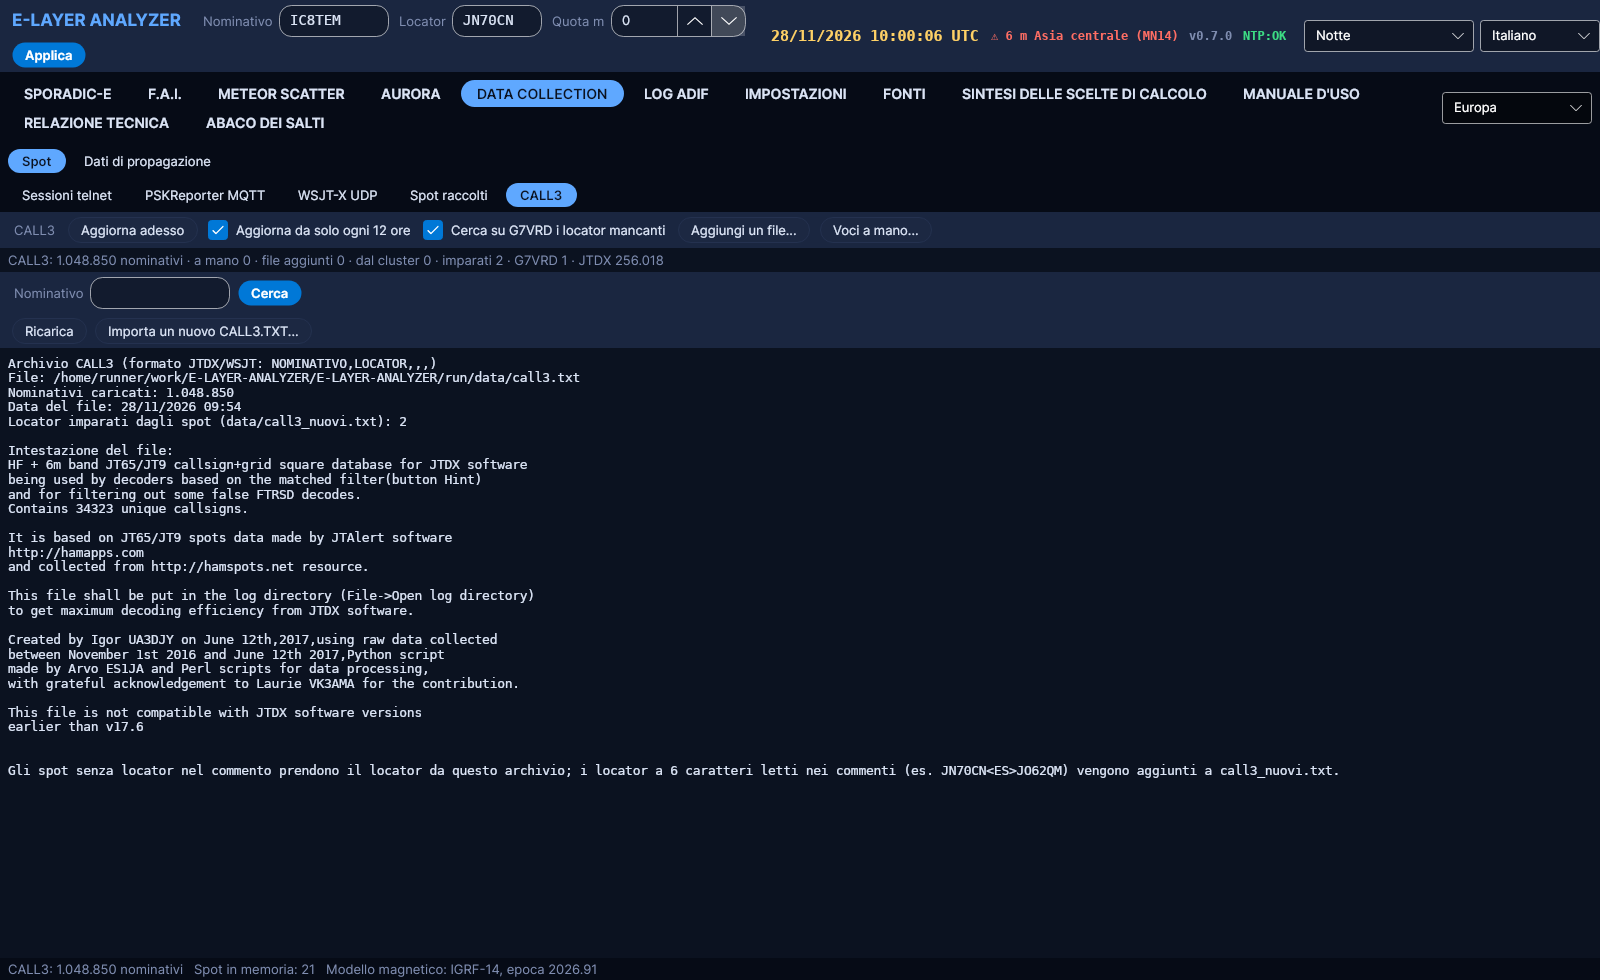 E-LAYER ANALYZER Nominativo IC8TEM Locator JN70CN Quota m 0
28/11/2026 10:00:06 UTC ⚠ 6 m Asia centrale (MN14) v0.7.0 NTP:OK Notte Italiano
Applica
SPORADIC-E F.A.I. METEOR SCATTER AURORA DATA COLLECTION LOG ADIF IMPOSTAZIONI FONTI SINTESI DELLE SCELTE DI CALCOLO MANUALE D'USO
RELAZIONE TECNICA ABACO DEI SALTI
Europa
Spot Dati di propagazione
Sessioni telnet PSKReporter MQTT WSJT-X UDP Spot raccolti CALL3
CALL3 Aggiorna adesso Aggiorna da solo ogni 12 ore Cerca su G7VRD i locator mancanti Aggiungi un file... Voci a mano...
CALL3: 1.048.850 nominativi · a mano 0 · file aggiunti 0 · dal cluster 0 · imparati 2 · G7VRD 1 · JTDX 256.018
Nominativo Cerca
Ricarica Importa un nuovo CALL3.TXT...
Archivio CALL3 (formato JTDX/WSJT: NOMINATIVO,LOCATOR,,,)
File: /home/runner/work/E-LAYER-ANALYZER/E-LAYER-ANALYZER/run/data/call3.txt
Nominativi caricati: 1.048.850
Data del file: 28/11/2026 09:54
Locator imparati dagli spot (data/call3_nuovi.txt): 2
Intestazione del file:
HF + 6m band JT65/JT9 callsign+grid square database for JTDX software
being used by decoders based on the matched filter(button Hint)
and for filtering out some false FTRSD decodes.
Contains 34323 unique callsigns.
It is based on JT65/JT9 spots data made by JTAlert software
http://hamapps.com
and collected from http://hamspots.net resource.
This file shall be put in the log directory (File->Open log directory)
to get maximum decoding efficiency from JTDX software.
Created by Igor UA3DJY on June 12th,2017,using raw data collected
between November 1st 2016 and June 12th 2017,Python script
made by Arvo ES1JA and Perl scripts for data processing,
with grateful acknowledgement to Laurie VK3AMA for the contribution.
This file is not compatible with JTDX software versions
earlier than v17.6
Gli spot senza locator nel commento prendono il locator da questo archivio; i locator a 6 caratteri letti nei commenti (es. JN70CN<ES>JO62QM) vengono aggiunti a call3_nuovi.txt.
CALL3: 1.048.850 nominativi Spot in memoria: 21 Modello magnetico: IGRF-14, epoca 2026.91